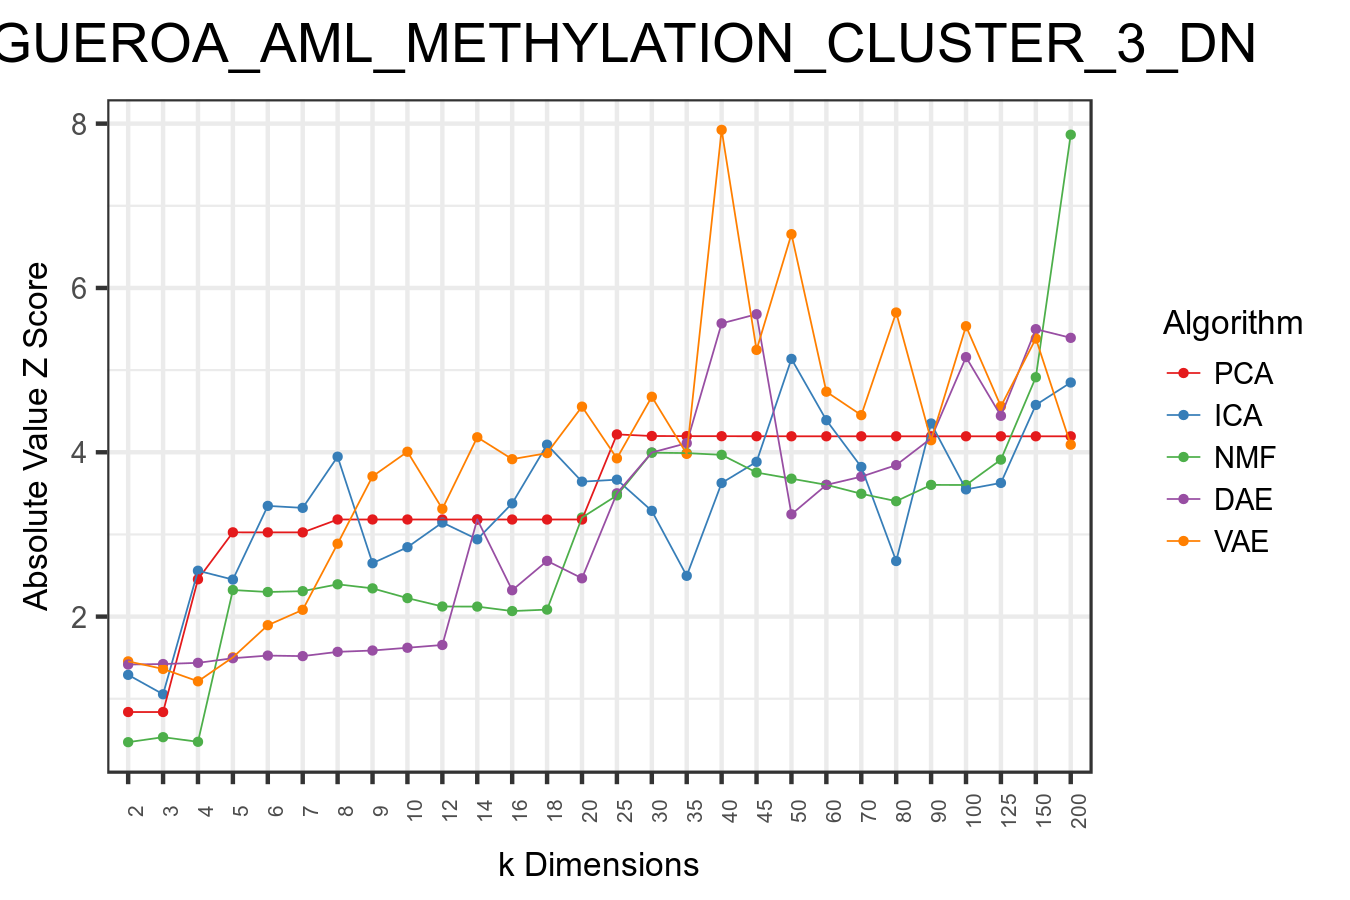 GUEROA_AML_METHYLATION_CLUSTER_3_DN
8
6
4
2
Absolute Value Z Score
2 3 4 5 6 7 8 9 10 12 14 16 18 20 25 30 35 40 45 50 60 70 80 90 100 125 150 200
k Dimensions
Algorithm
PCA
ICA
NMF
DAE
VAE